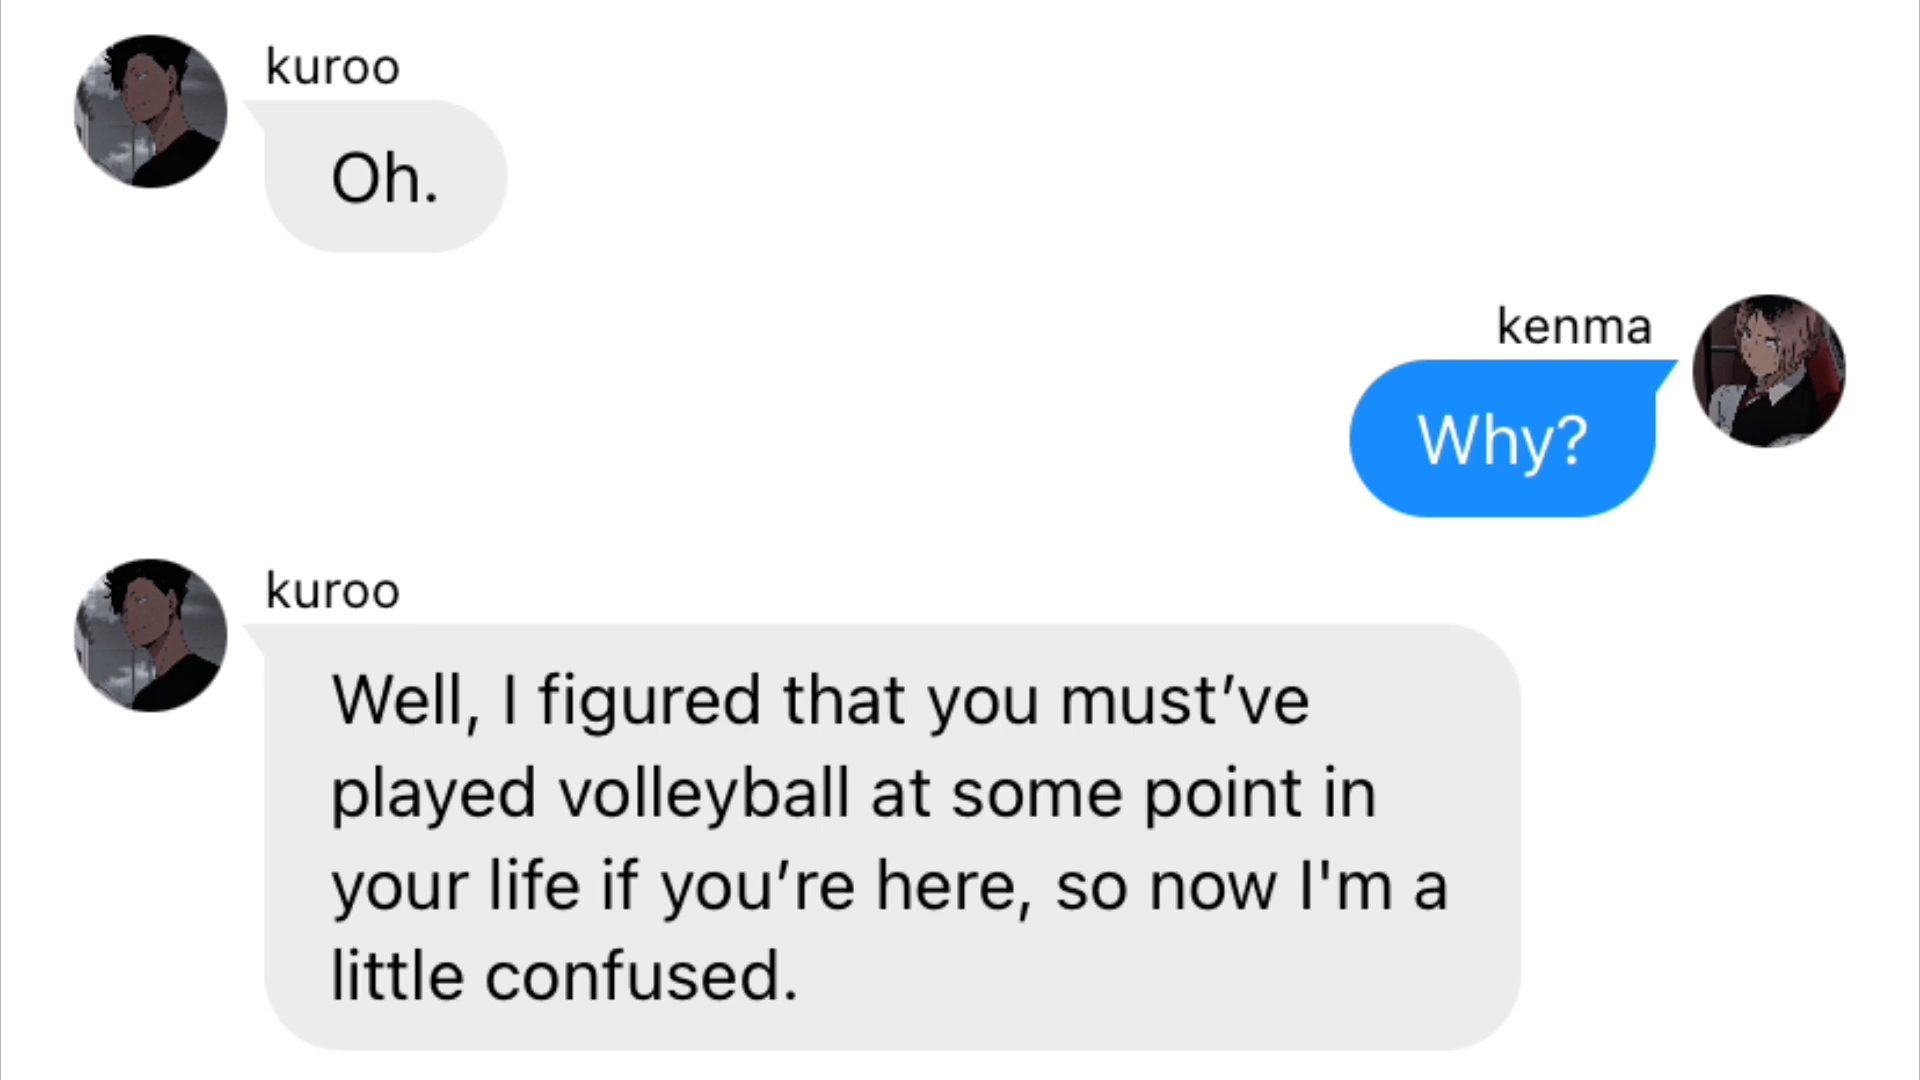 kuroo
Oh.
kenma
Why?
kuroo
Well, I figured that you must’ve
played volleyball at some point in
your life if you’re here, so now I'm a
little confused.